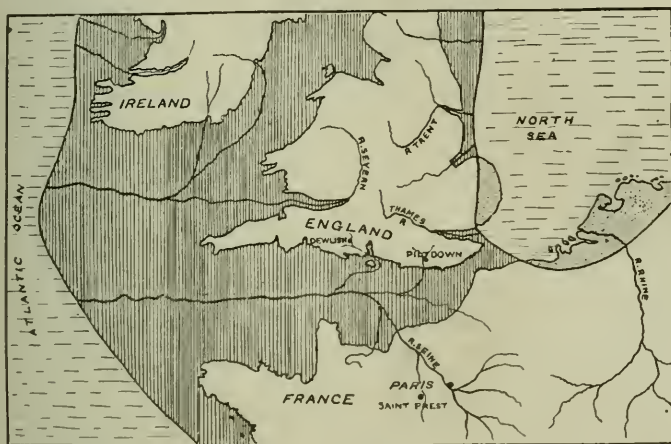 IRELAND
NORTH
SEA
R. TRENT
R. SEVERN
ATLANTIC OCEAN
THAMES
R
ENGLAND
DEWLISH
PILTDOWN
R. RHINE
R. SEINE
PARIS
SAINT PREST
FRANCE